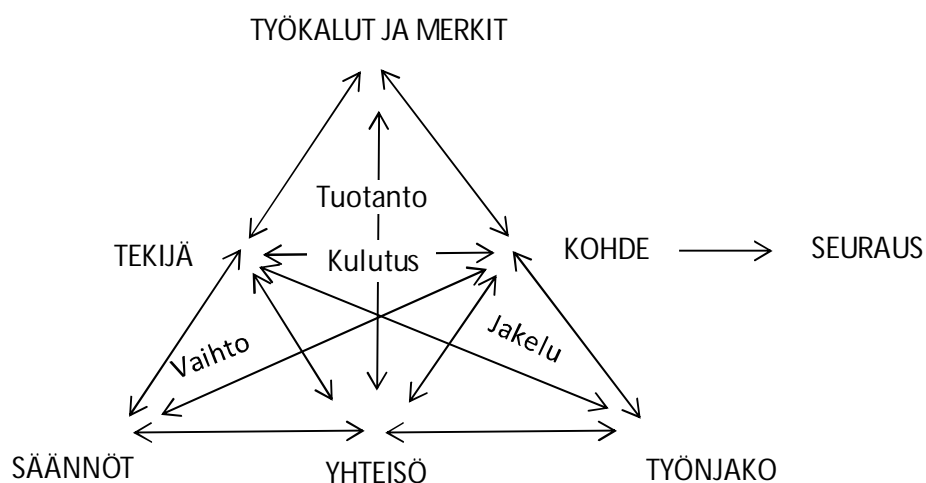 TYÖKALUT JA MERKIT
Tuotanto
TEKIJÄ
Kulutus
KOHDE
SEURAUS
Vaihto
Jakelu
SÄÄNNÖT
YHTEISÖ
TYÖNJAKO